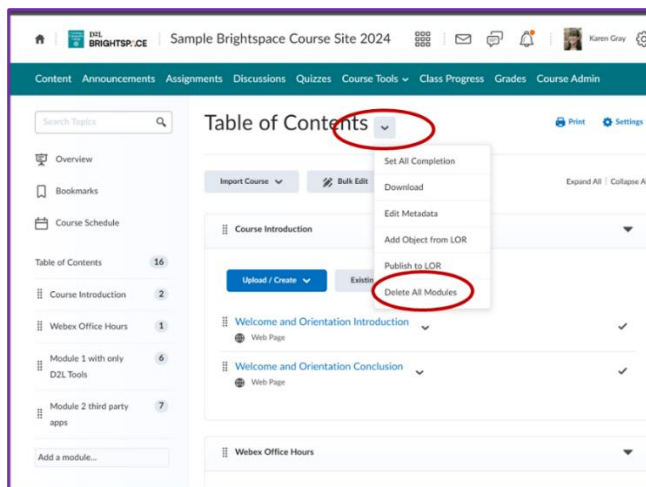 D2L
BRIGHTSPACE
Sample Brightspace Course Site 2024
Karen Gray
Content Announcements Assignments Discussions Quizzes Course Tools Class Progress Grades Course Admin
Search Topics
Overview
Bookmarks
Course Schedule
Table of Contents 16
Course Introduction 2
Webex Office Hours 1
Module 1 with only 6
D2L Tools
Module 2 third party 7
apps
Add a module...
Table of Contents
Print Settings
Set All Completion
Download
Edit Metadata
Add Object from LOR
Publish to LOR
Delete All Modules
Import Course Bulk Edit Expand All | Collapse A
Course Introduction
Upload / Create Existin
Welcome and Orientation Introduction
Web Page
Welcome and Orientation Conclusion
Web Page
Webex Office Hours